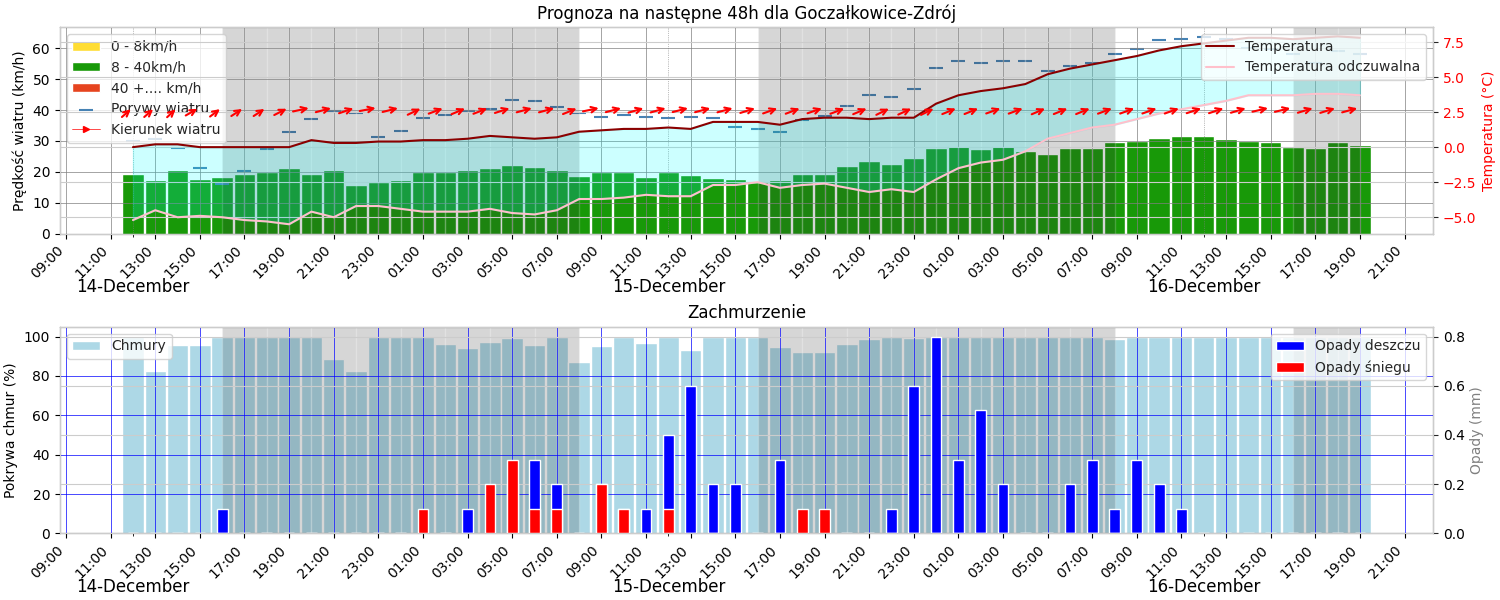 Prognoza na następne 48h dla Goczałkowice-Zdrój
Prędkość wiatru (km/h)
60
50
40
30
20
10
0
0 - 8km/h
8 - 40km/h
40 +.... km/h
Porywy wiatru
Kierunek wiatru
Temperatura
Temperatura odczuwalna
7.5
5.0
2.5
0.0
−2.5
−5.0
Temperatura (°C)
09:00 11:00 13:00 15:00 17:00 19:00 21:00 23:00 01:00 03:00 05:00 07:00 09:00 11:00 13:00 15:00 17:00 19:00 21:00 23:00 01:00 03:00 05:00 07:00 09:00 11:00 13:00 15:00 17:00 19:00 21:00
14-December 15-December 16-December
Zachmurzenie
Pokrywa chmur (%)
100
80
60
40
20
0
Chmury
Opady deszczu
Opady śniegu
0.8
0.6
0.4
0.2
0.0
Opady (mm)
09:00 11:00 13:00 15:00 17:00 19:00 21:00 23:00 01:00 03:00 05:00 07:00 09:00 11:00 13:00 15:00 17:00 19:00 21:00 23:00 01:00 03:00 05:00 07:00 09:00 11:00 13:00 15:00 17:00 19:00 21:00
14-December 15-December 16-December